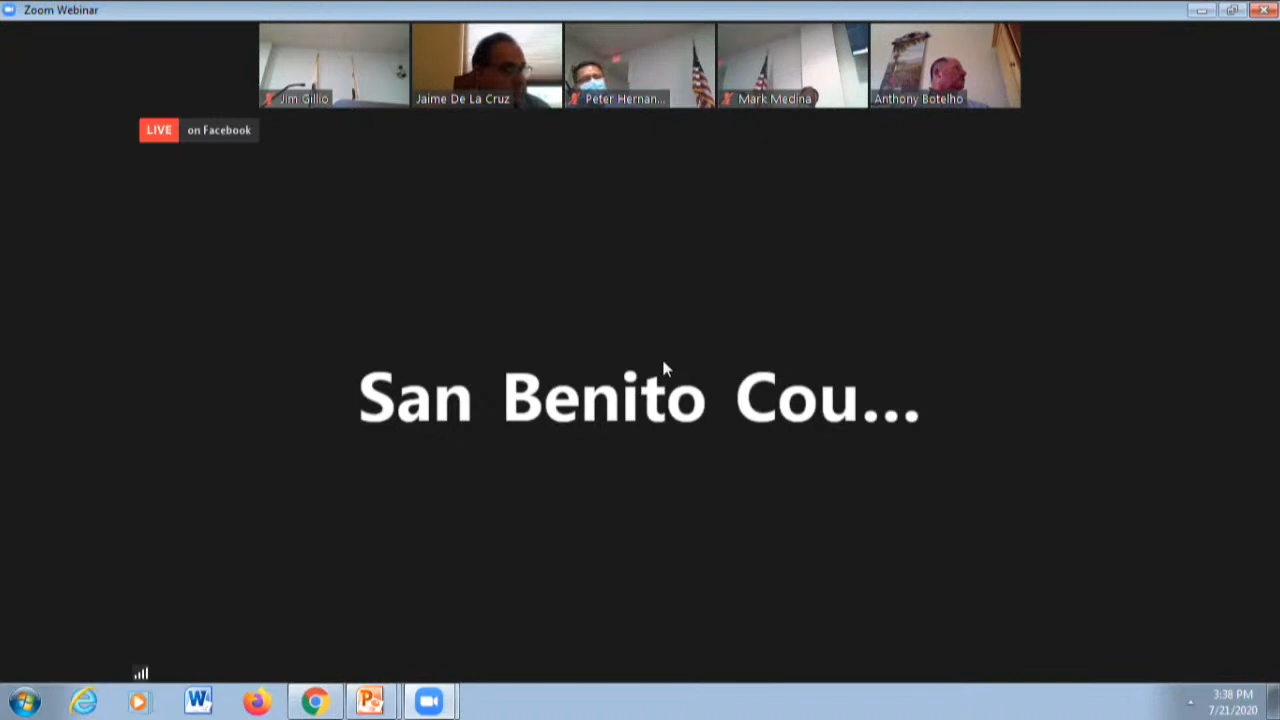 Zoom Webinar
Jim Gillio
Jaime De La Cruz
Peter Hernan...
Mark Medina
Anthony Botelho
LIVE on Facebook
San Benito Cou...
3:38 PM
7/21/2020